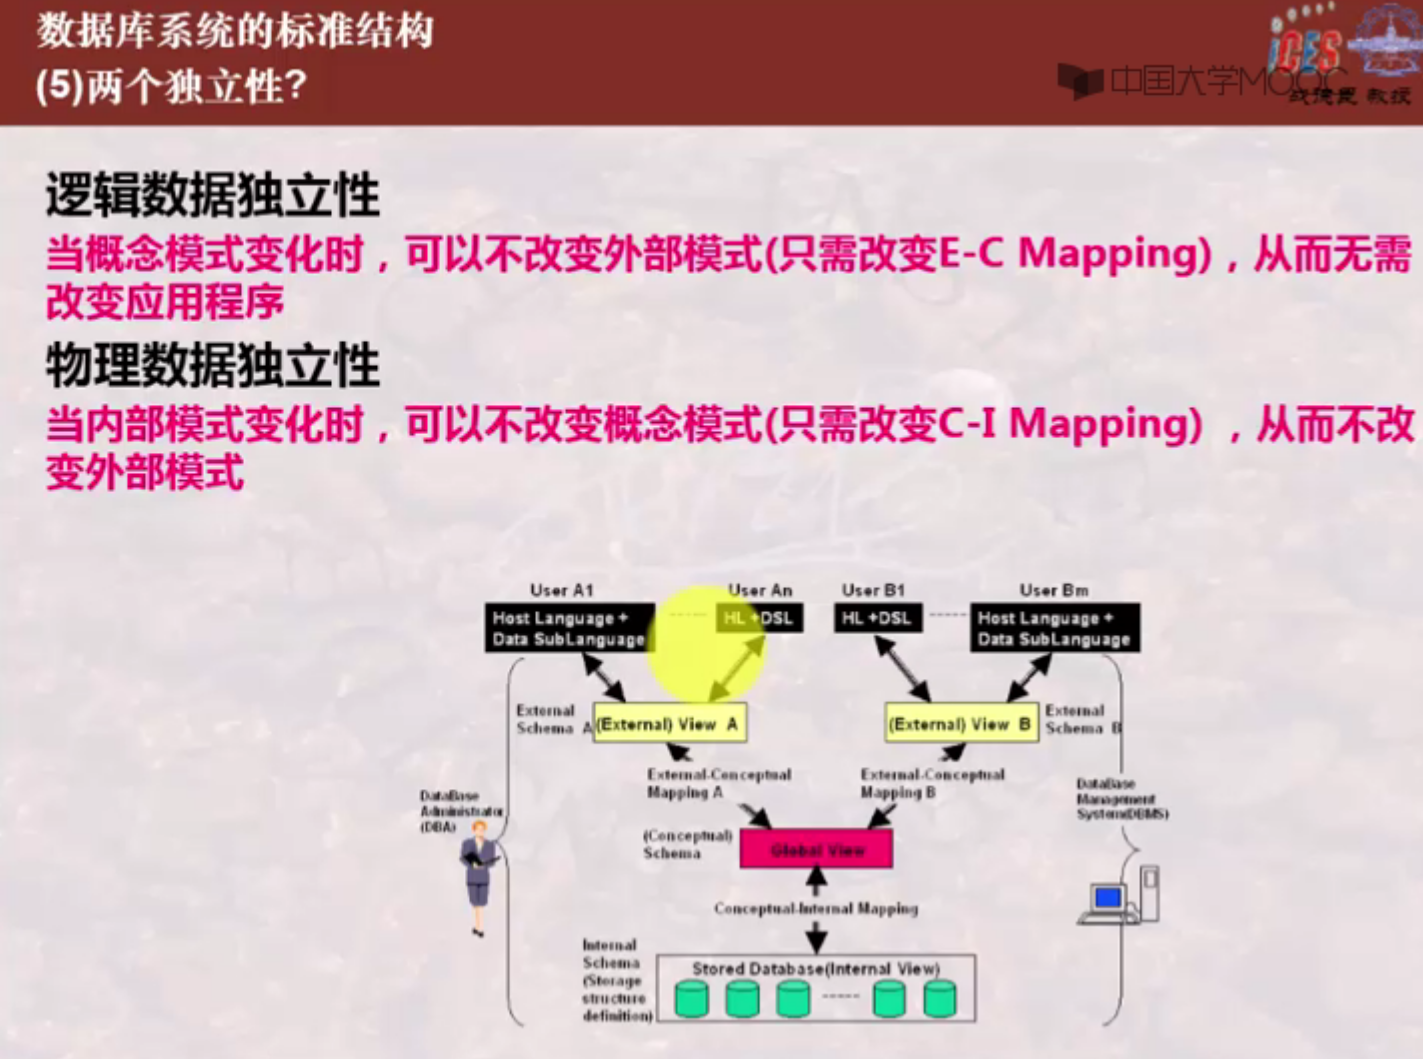 数据库系统的标准结构
(5)两个独立性?
iCES
中国大学MOOC
战德臣 教授
逻辑数据独立性
当概念模式变化时，可以不改变外部模式(只需改变E-C Mapping)，从而无需
改变应用程序
物理数据独立性
当内部模式变化时，可以不改变概念模式(只需改变C-I Mapping) ，从而不改
变外部模式
User A1
User An
User B1
User Bm
Host Language +
Data SubLanguage
HL +DSL
HL +DSL
Host Language +
Data SubLanguage
External
Schema A
(External) View A
(External) View B
External
Schema B
External-Conceptual
Mapping A
External-Conceptual
Mapping B
DataBase
Administrator
(DBA)
DataBase
Management
System(DBMS)
(Conceptual)
Schema
Global View
Conceptual-Internal Mapping
Internal
Schema
(Storage
structure
definition)
Stored Database(Internal View)